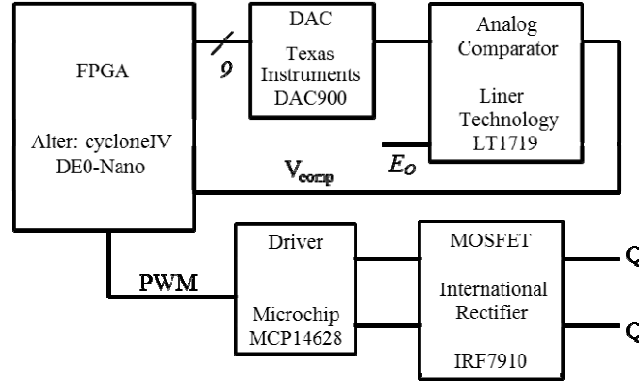 FPGA
Alter: cycloneIV
DE0-Nano
9
DAC
Texas
Instruments
DAC900
Analog
Comparator
Liner
Technology
LT1719
Eo
Vcomp
PWM
Driver
Microchip
MCP14628
MOSFET
International
Rectifier
IRF7910
Q
Q